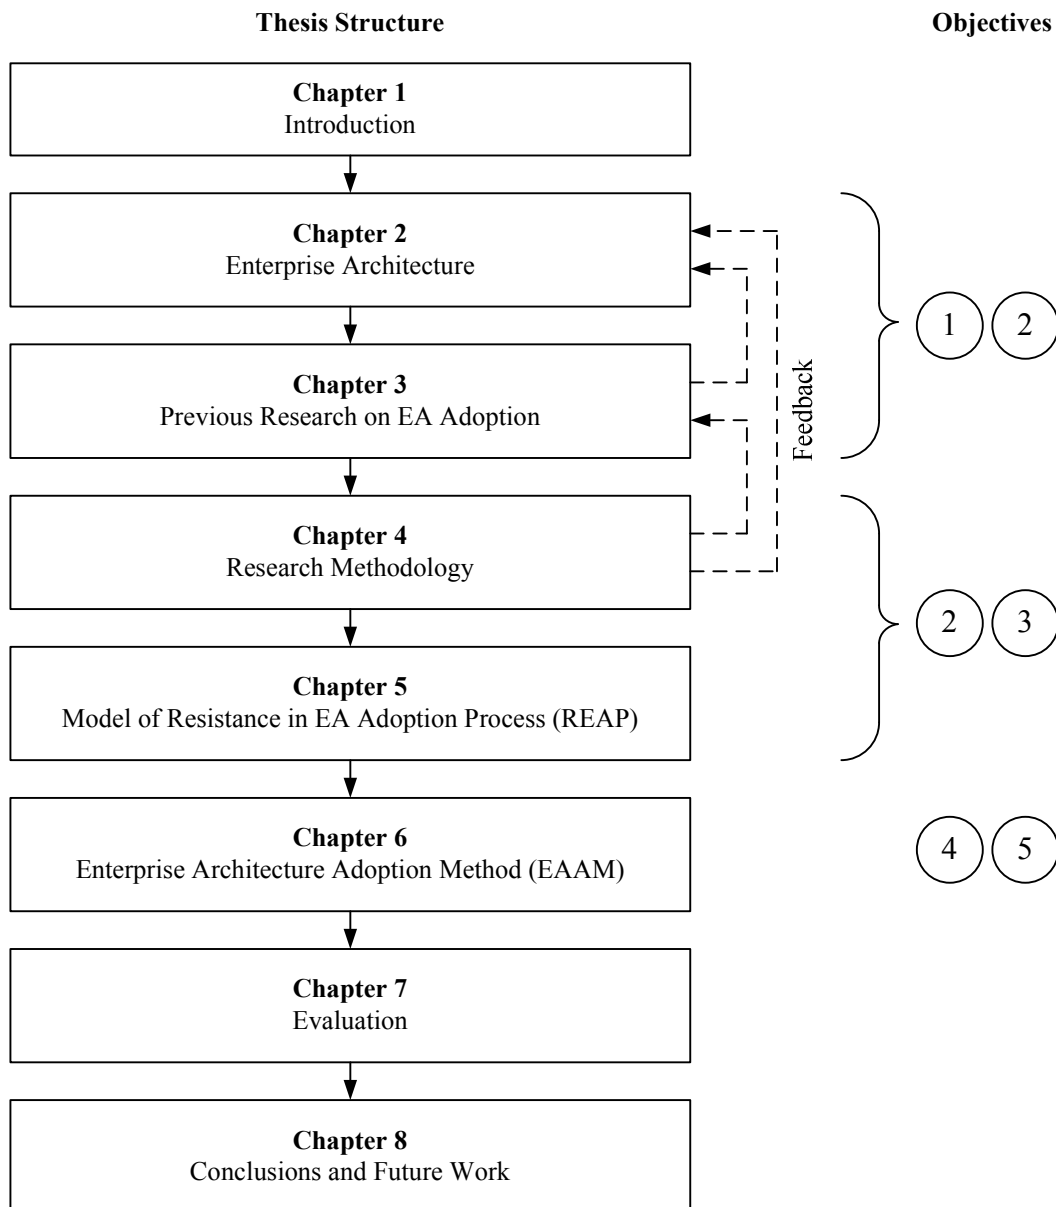 Thesis Structure
Objectives
Chapter 1
Introduction
Chapter 2
Enterprise Architecture
1 2
Chapter 3
Previous Research on EA Adoption
Feedback
Chapter 4
Research Methodology
2 3
Chapter 5
Model of Resistance in EA Adoption Process (REAP)
Chapter 6
Enterprise Architecture Adoption Method (EAAM)
4 5
Chapter 7
Evaluation
Chapter 8
Conclusions and Future Work